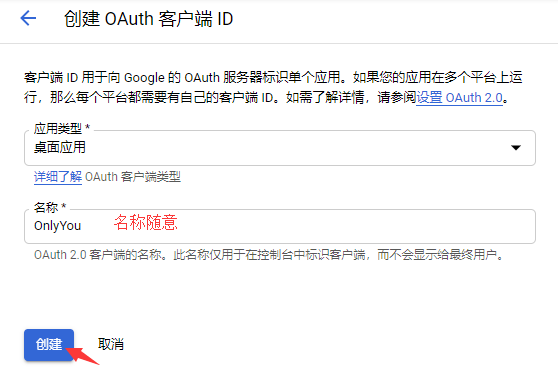 创建 OAuth 客户端 ID
客户端 ID 用于向 Google 的 OAuth 服务器标识单个应用。如果您的应用在多个平台上运
行，那么每个平台都需要有自己的客户端 ID。如需了解详情，请参阅设置 OAuth 2.0。
应用类型 *
桌面应用
详细了解 OAuth 客户端类型
名称 *
OnlyYou 名称随意
OAuth 2.0 客户端的名称。此名称仅用于在控制台中标识客户端，而不会显示给最终用户。
创建 取消